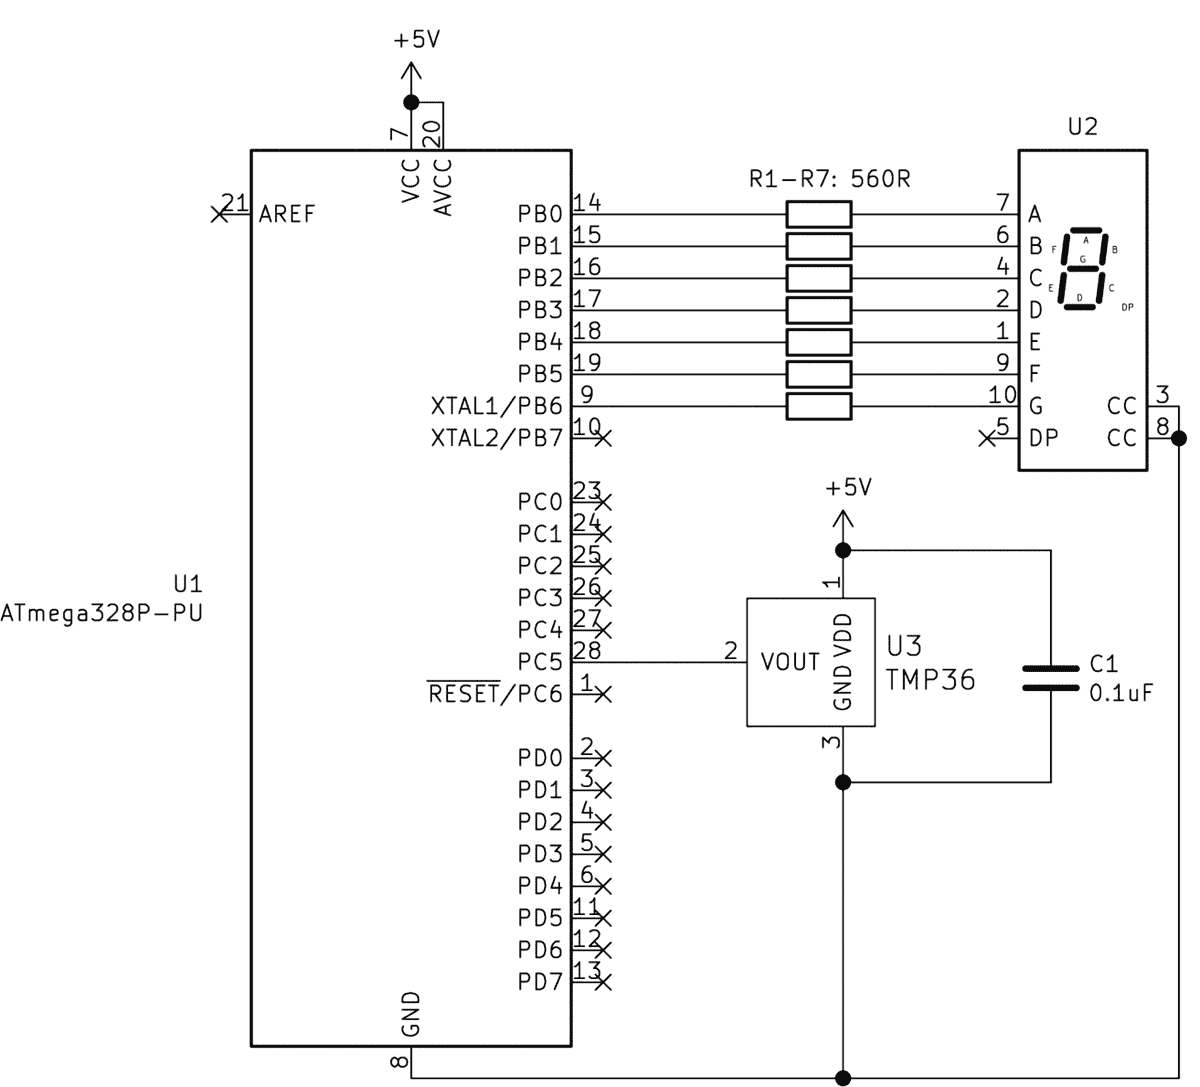 +5V
7
20
VCC
AVCC
21
AREF
PB0
14
PB1
15
PB2
16
PB3
17
PB4
18
PB5
19
XTAL1/PB6
9
XTAL2/PB7
10
PC0
23
PC1
24
PC2
25
PC3
26
PC4
27
PC5
28
RESET/PC6
1
PD0
2
PD1
3
PD2
4
PD3
5
PD4
6
PD5
11
PD6
12
PD7
13
GND
8
U1
ATmega328P-PU
R1-R7: 560R
U2
7
A
6
B
4
C
2
D
1
E
9
F
10
G
5
DP
A
F
B
G
E
C
D
DP
CC
3
CC
8
+5V
1
2
VOUT
VDD
GND
3
U3
TMP36
C1
0.1uF